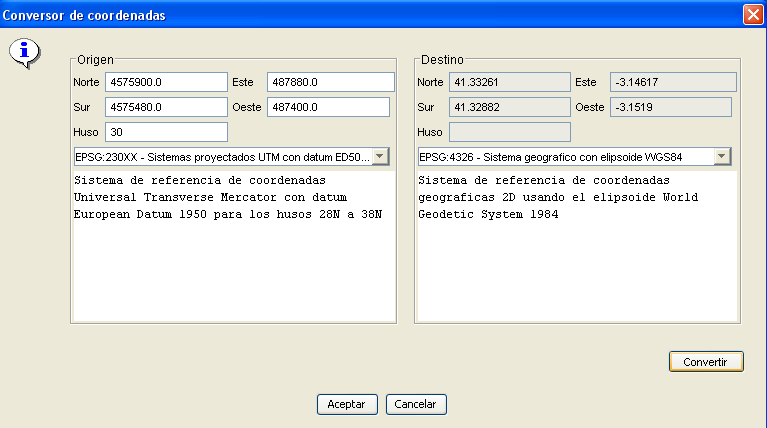 Conversor de coordenadas
Origen
Norte 4575900.0 Este 487880.0
Sur 4575480.0 Oeste 487400.0
Huso 30
EPSG:230XX - Sistemas proyectados UTM con datum ED50...
Sistema de referencia de coordenadas
Universal Transverse Mercator con datum
European Datum 1950 para los husos 28N a 38N
Destino
Norte 41.33261 Este -3.14617
Sur 41.32882 Oeste -3.1519
Huso
EPSG:4326 - Sistema geografico con elipsoide WGS84
Sistema de referencia de coordenadas
geograficas 2D usando el elipsoide World
Geodetic System 1984
Convertir
Aceptar Cancelar